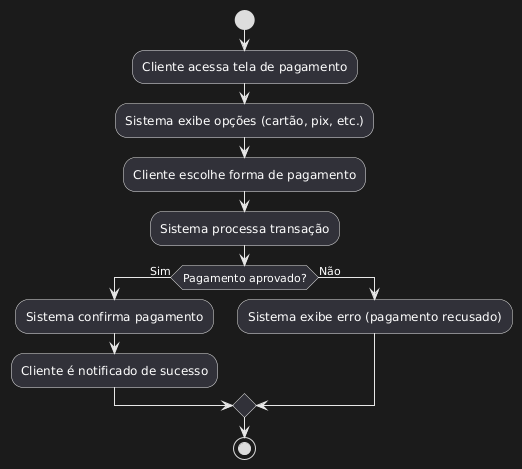 Cliente acessa tela de pagamento
Sistema exibe opções (cartão, pix, etc.)
Cliente escolhe forma de pagamento
Sistema processa transação
Sim
Pagamento aprovado?
Não
Sistema confirma pagamento
Sistema exibe erro (pagamento recusado)
Cliente é notificado de sucesso